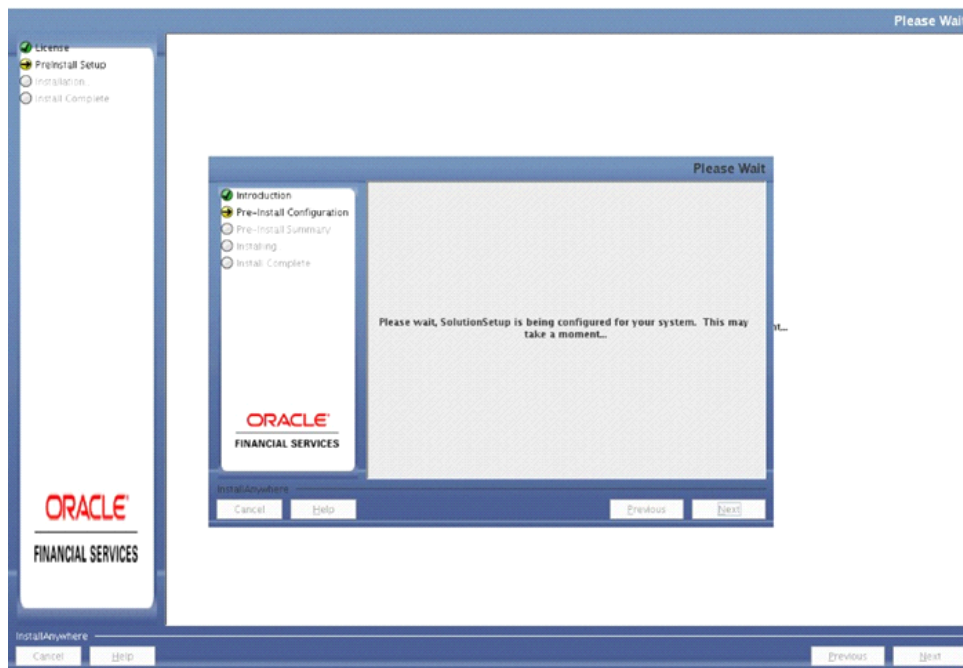 Please Wait
License
Preinstall Setup
Installation...
Install Complete
Please Wait
Introduction
Pre-Install Configuration
Pre-Install Summary
Installing
Install Complete
Please wait, SolutionSetup is being configured for your system. This may
take a moment...
nt...
ORACLE
FINANCIAL SERVICES
InstallAnywhere
Cancel
Help
Previous
Next
ORACLE
FINANCIAL SERVICES
InstallAnywhere
Cancel
Help
Previous
Next